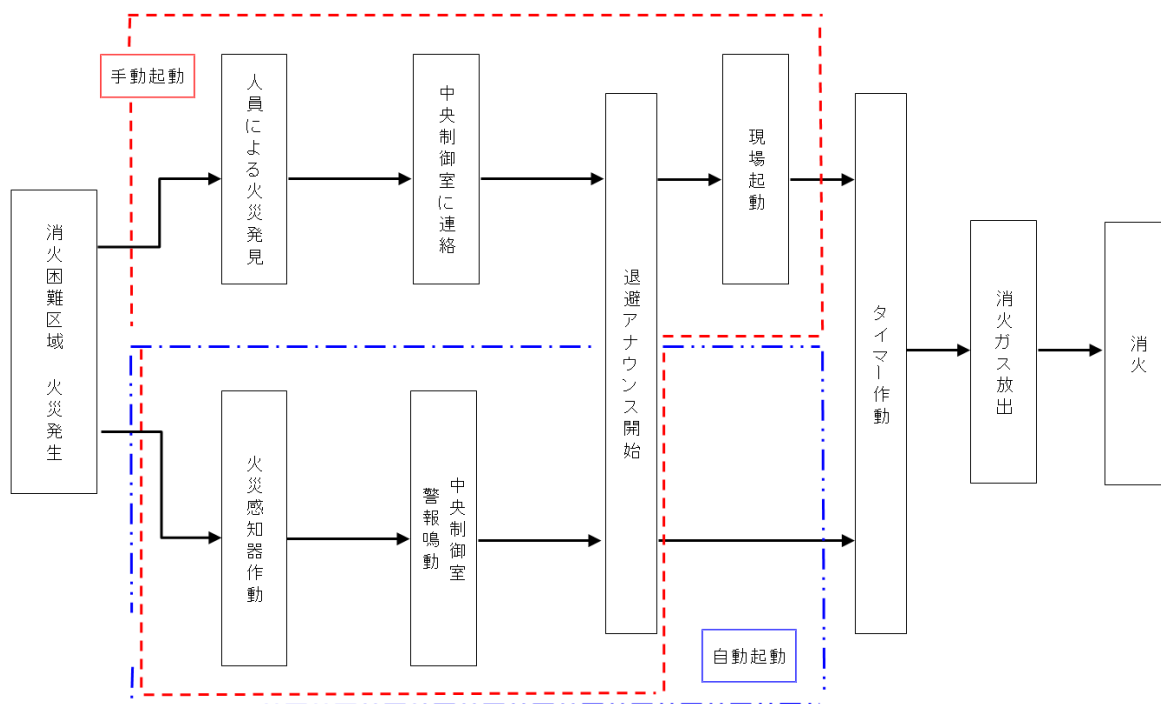 手動起動
人員による火災発見
中央制御室に連絡
現場起動
消火困難区域　火災発生
退避アナウンス開始
タイマー作動
消火ガス放出
消火
火災感知器作動
中央制御室
警報鳴動
自動起動